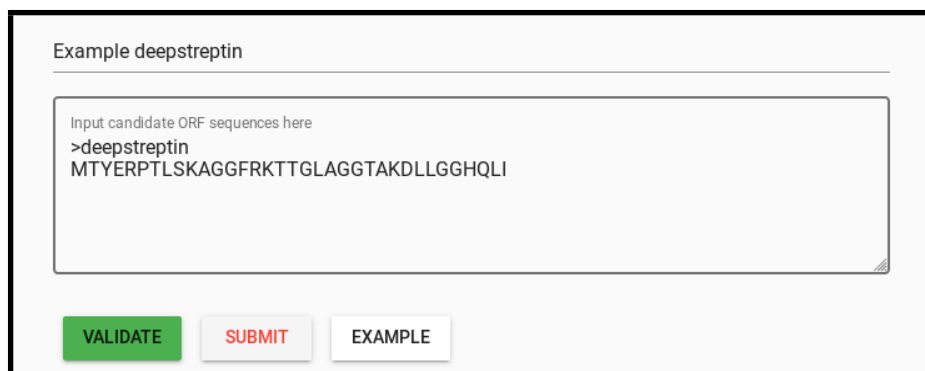 Example deepstreptin
Input candidate ORF sequences here
>deepstreptin
MTYERPTLSKAGGFRKTTGLAGGTAKDLLGGHQLI
VALIDATE SUBMIT EXAMPLE